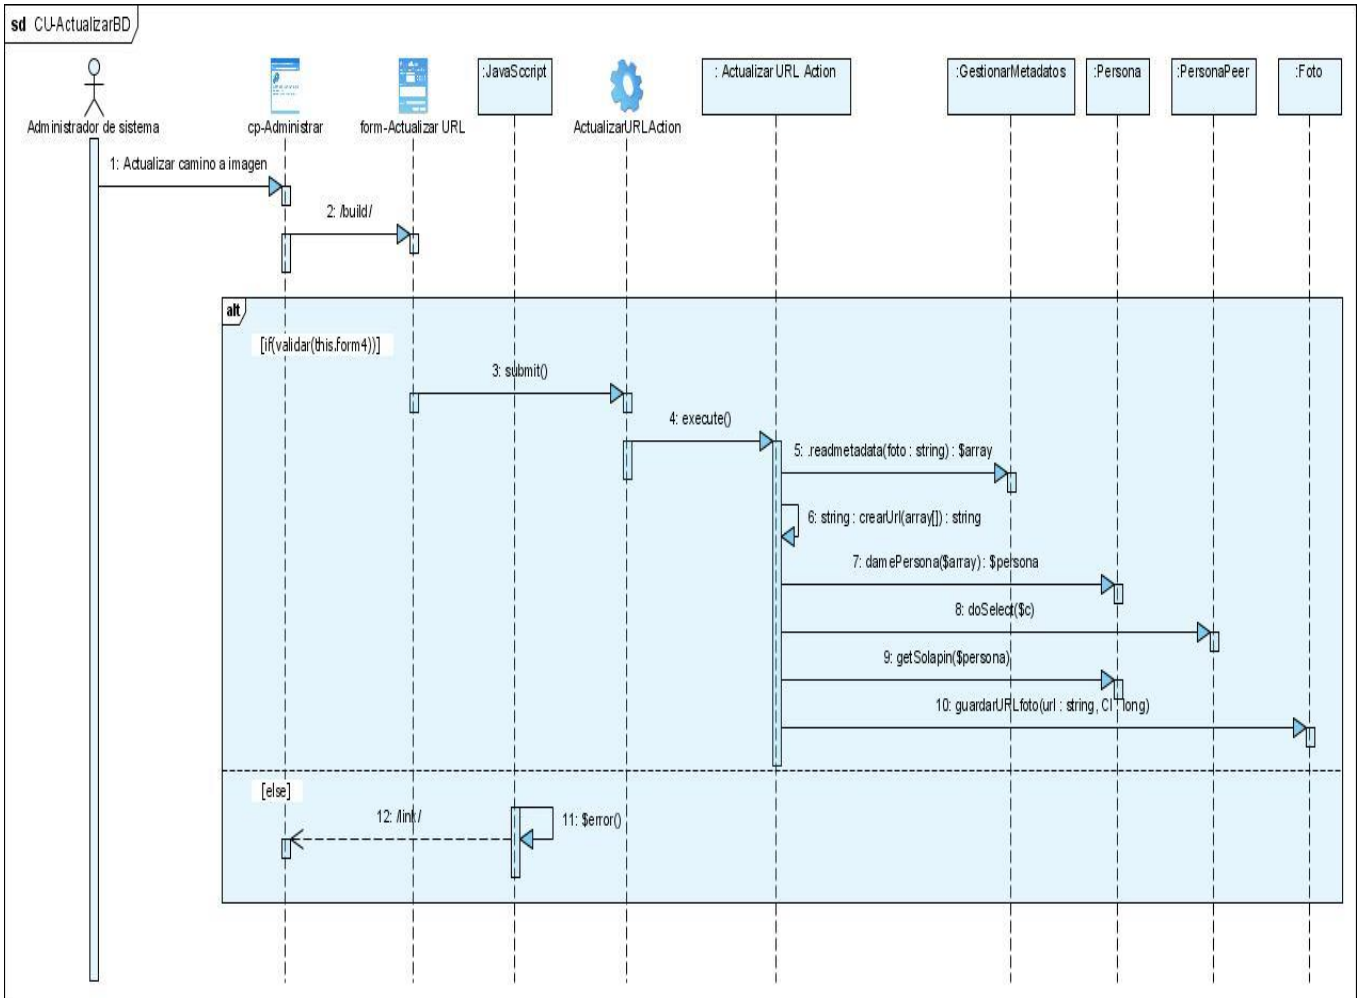 sd CU-ActualizarBD
:JavaSccript
: Actualizar URL Action
:GestionarMetadatos
:Persona
:PersonaPeer
:Foto
Administrador de sistema
cp-Administrar
form-Actualizar URL
ActualizarURLAction
1: Actualizar camino a imagen
2: /build/
alt
[if(validar(this.form4))]
3: submit()
4: execute()
5: .readmetadata(foto : string) : $array
6: string : crearUrl(array[]) : string
7: damePersona($array) : $persona
8: doSelect($c)
9: getSolapin($persona)
10: guardarURLfoto(url : string, CI : long)
[else]
12: /link/
11: $error()